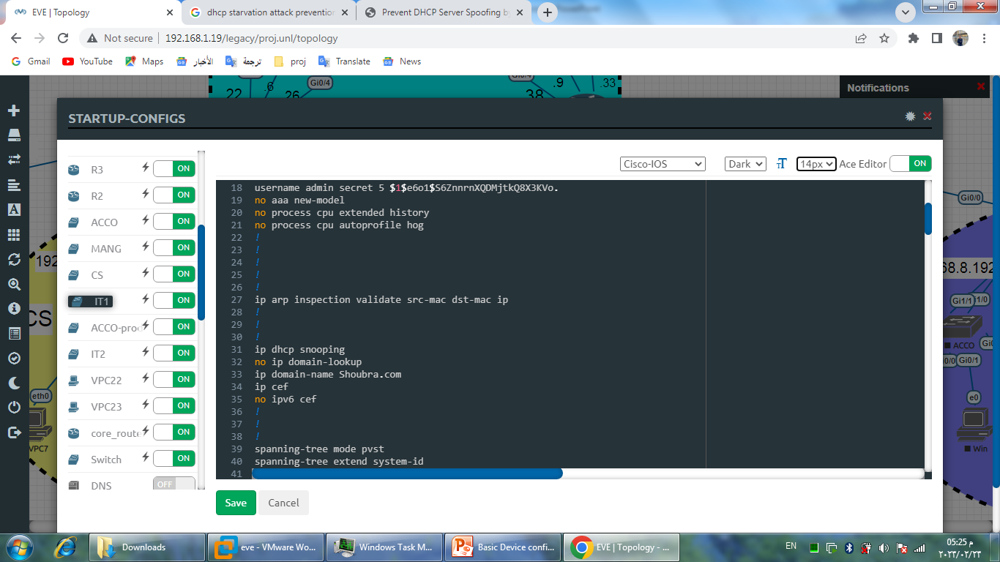 EVE | Topology
dhcp starvation attack prevention
Prevent DHCP Server Spoofing b
Not secure
192.168.1.19/legacy/proj.unl/topology
Gmail
YouTube
Maps
الأخبار
ترجمة
proj
Translate
News
22
.6
26
Gi0/4
38
.9
.33
Notifications
STARTUP-CONFIGS
R3 ON
R2 ON
ACCO ON
MANG ON
CS ON
IT1 ON
ACCO-prod ON
IT2 ON
VPC22 ON
VPC23 ON
core_route ON
Switch ON
DNS OFF
Cisco-IOS Dark 14px Ace Editor ON
18 username admin secret 5 $1$e6o1$S6ZnnrnXQDMjtkQ8X3KVo.
19 no aaa new-model
20 no process cpu extended history
21 no process cpu autoprofile hog
22 !
23 !
24 !
25 !
26 !
27 ip arp inspection validate src-mac dst-mac ip
28 !
29 !
30 !
31 ip dhcp snooping
32 no ip domain-lookup
33 ip domain-name Shoubra.com
34 ip cef
35 no ipv6 cef
36 !
37 !
38 !
39 spanning-tree mode pvst
40 spanning-tree extend system-id
41
Save
Cancel
192
CS
eth0
VPC7
Gi0/0
68.8.192
Gi1/1
1/0
ACCO
Gi0
0/0
Gi0/1
e0
Win
Downloads
eve - VMware Wo...
Windows Task M...
Basic Device confi...
EVE | Topology - ...
EN
05:25 م
٢٠٢٣/٠٢/٢٣